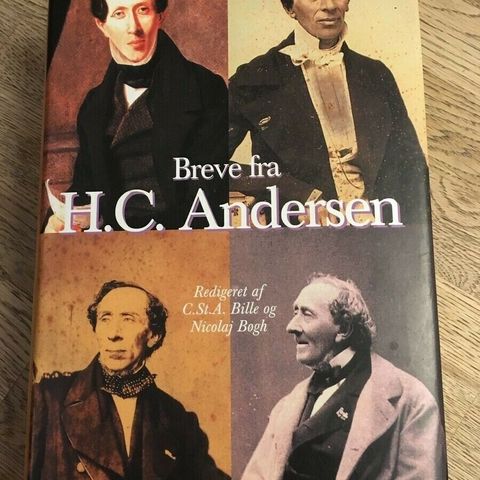 Breve fra
H.C. Andersen
Redigeret af
C.St.A. Bille og
Nicolaj Bøgh